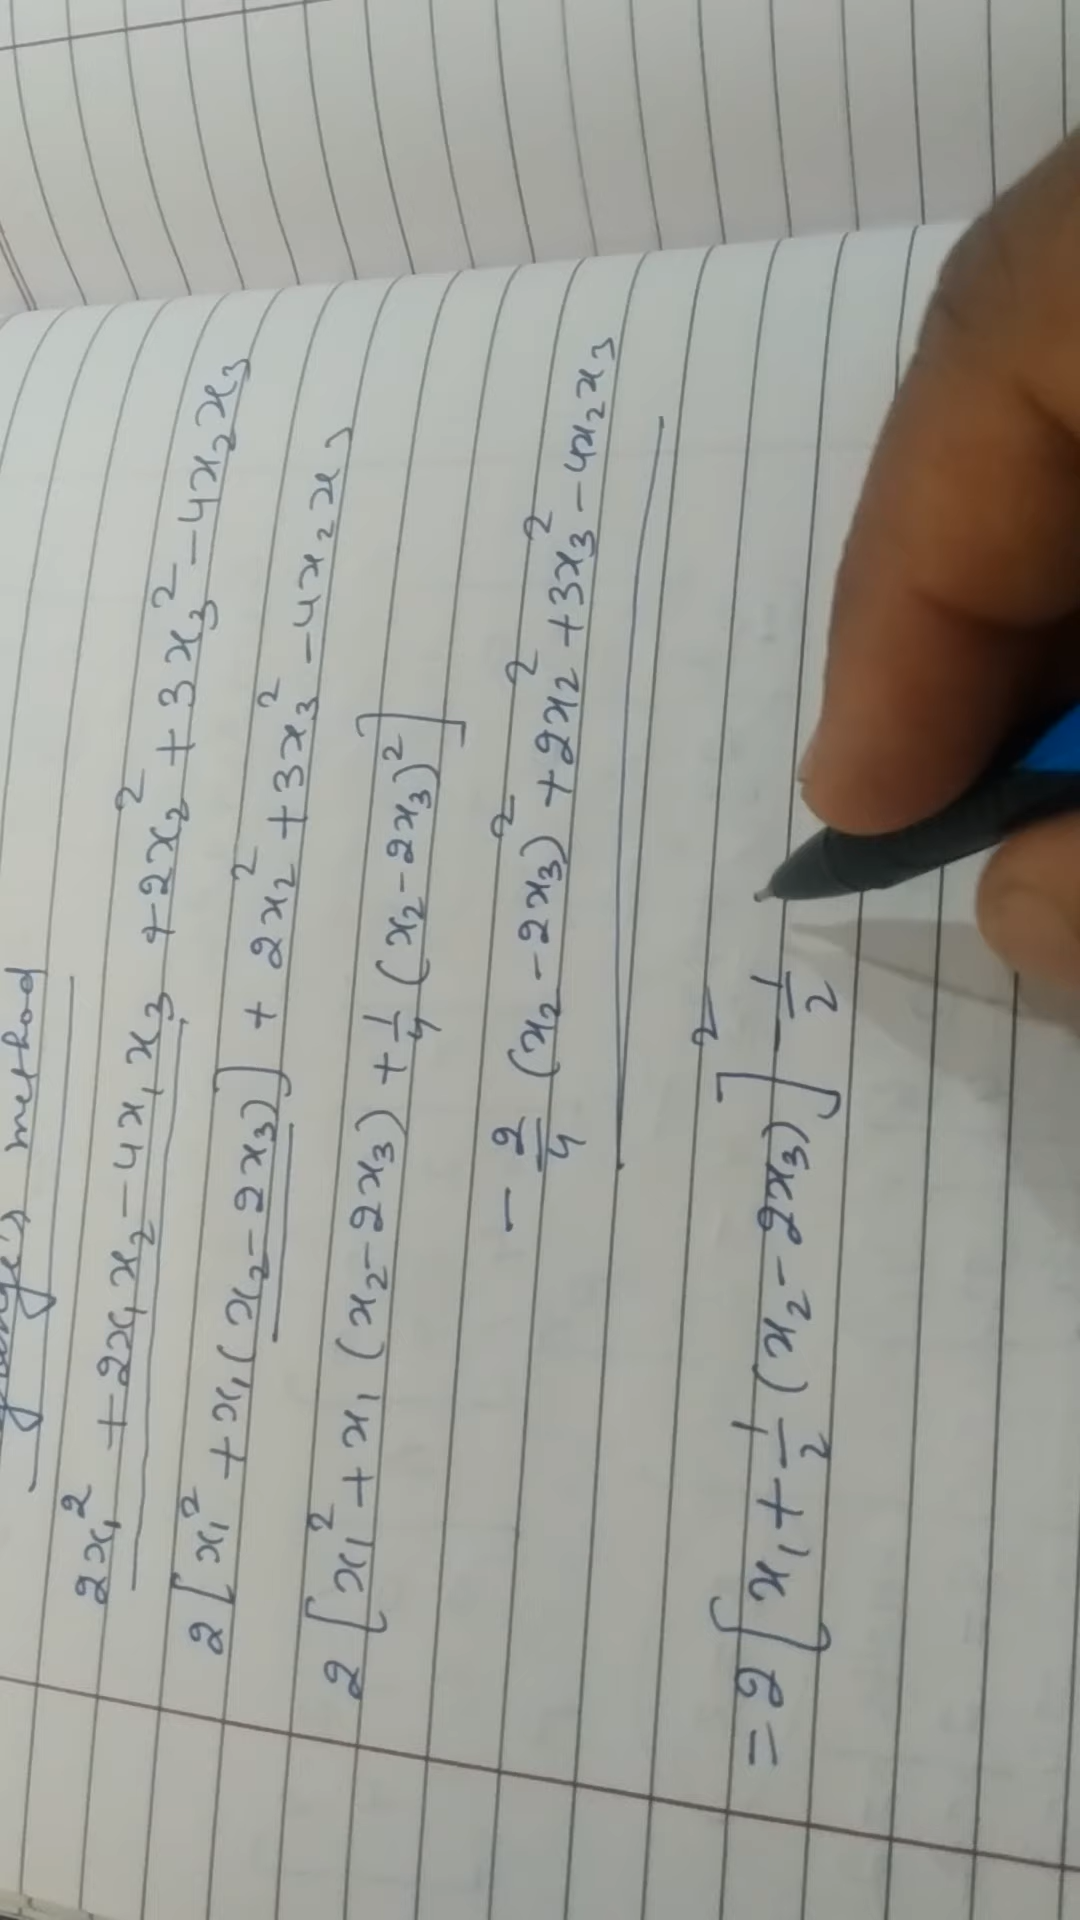 method
2x₁² + 2x₁x₂ - 4x₁x₃ + 2x₂² + 3x₃² - 4x₂x₃
2[x₁² + x₁(x₂ - 2x₃)] + 2x₂² + 3x₃² - 4x₂x₃
2[x₁² + x₁(x₂ - 2x₃) + 1/4 (x₂ - 2x₃)²]
- 2/4 (x₂ - 2x₃)² + 2x₂² + 3x₃² - 4x₂x₃
= 2[x₁ + 1/2 (x₂ - 2x₃)]² - 1/2